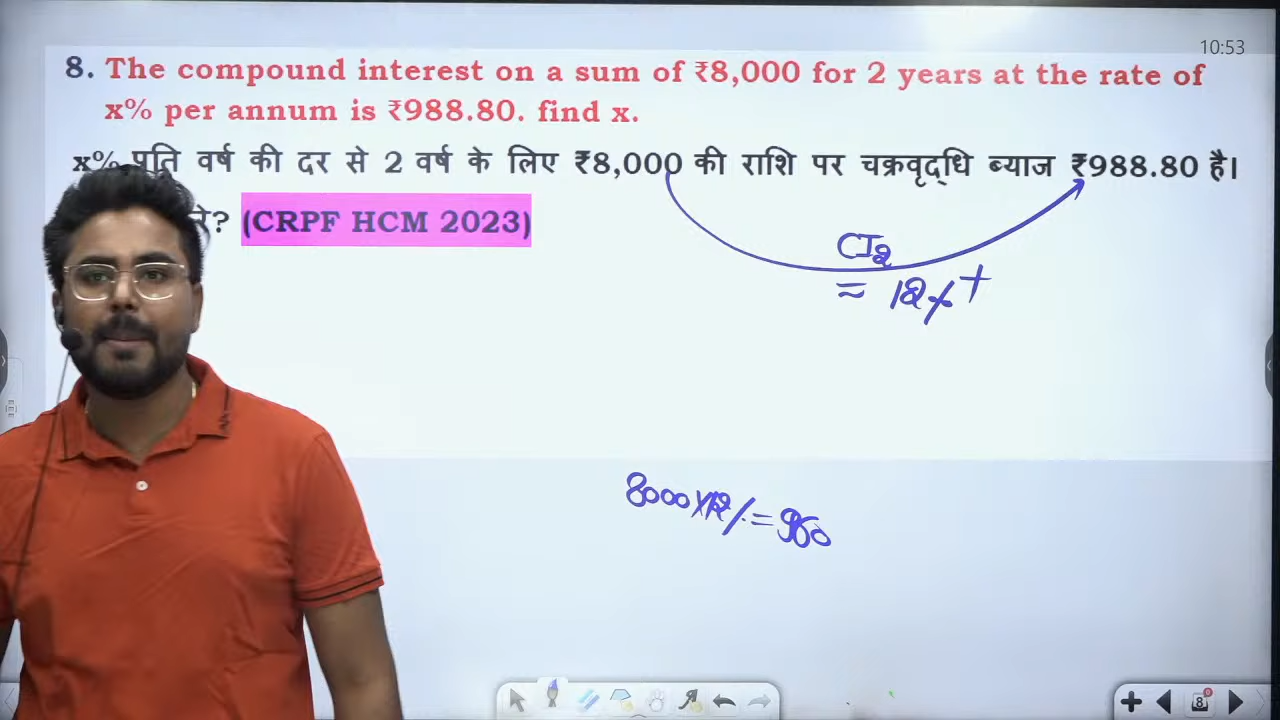 10:53
8. The compound interest on a sum of ₹8,000 for 2 years at the rate of
x% per annum is ₹988.80. find x.
x% प्रति वर्ष की दर से 2 वर्ष के लिए ₹8,000 की राशि पर चक्रवृद्धि ब्याज ₹988.80 है।
? (CRPF HCM 2023)
CI2
≈ 12% +
8000×12%=960
8